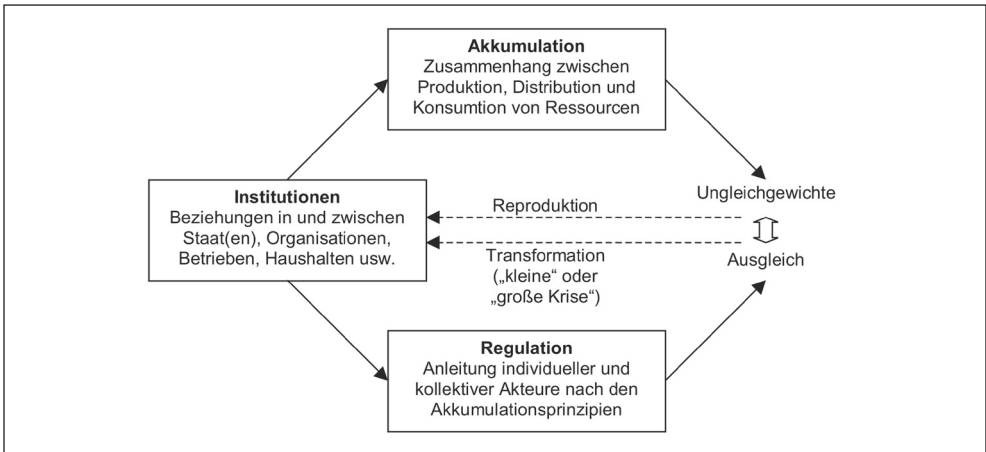 Akkumulation
Zusammenhang zwischen
Produktion, Distribution und
Konsumtion von Ressourcen
Institutionen
Beziehungen in und zwischen
Staat(en), Organisationen,
Betrieben, Haushalten usw.
Reproduktion
Transformation
(„kleine“ oder
„große Krise“)
Ungleichgewichte
Ausgleich
Regulation
Anleitung individueller und
kollektiver Akteure nach den
Akkumulationsprinzipien